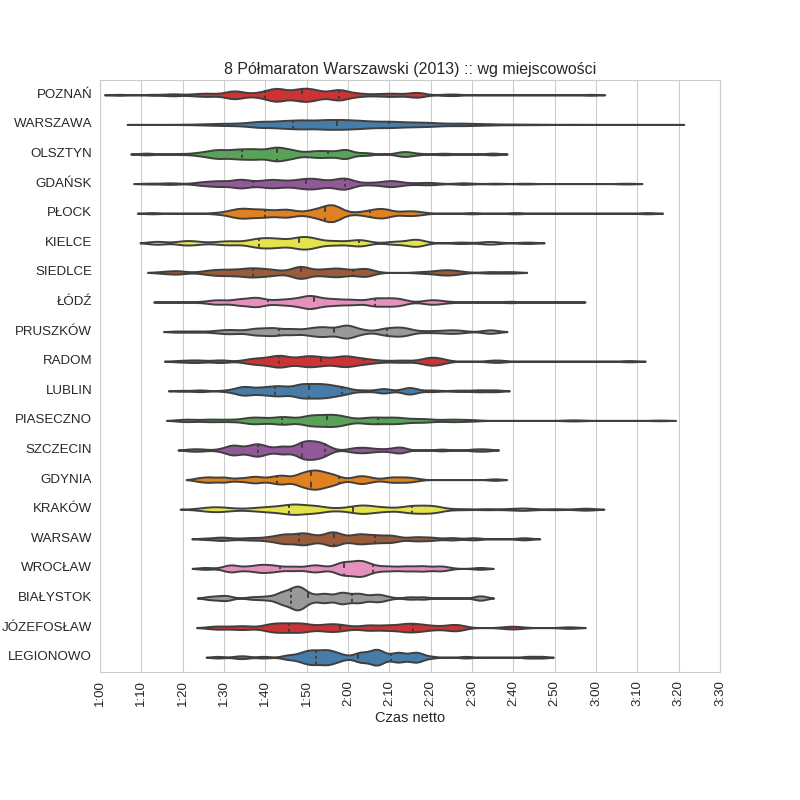 8 Półmaraton Warszawski (2013) :: wg miejscowości
POZNAŃ
WARSZAWA
OLSZTYN
GDAŃSK
PŁOCK
KIELCE
SIEDLCE
ŁÓDŹ
PRUSZKÓW
RADOM
LUBLIN
PIASECZNO
SZCZECIN
GDYNIA
KRAKÓW
WARSAW
WROCŁAW
BIAŁYSTOK
JÓZEFOSŁAW
LEGIONOWO
1:00 1:10 1:20 1:30 1:40 1:50 2:00 2:10 2:20 2:30 2:40 2:50 3:00 3:10 3:20 3:30
Czas netto